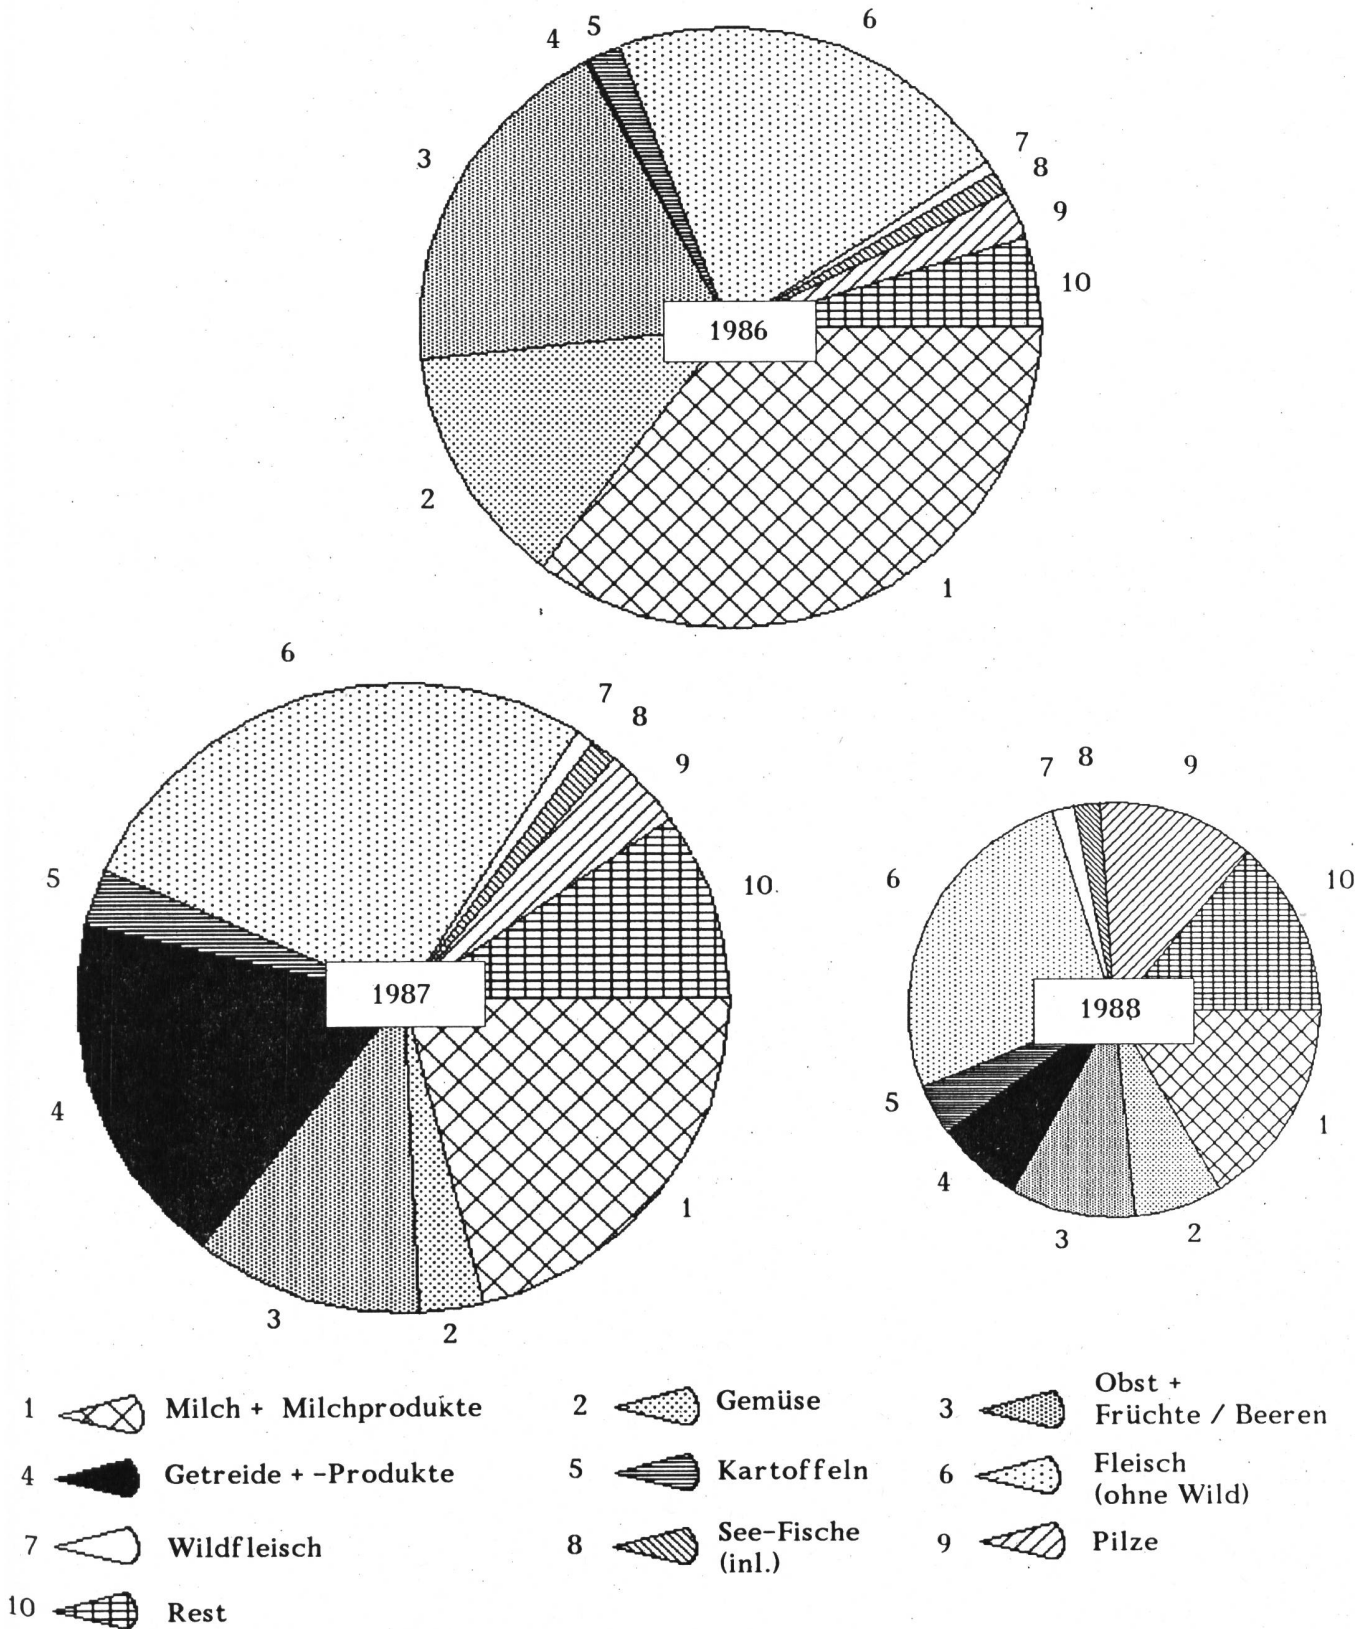 6
5
4
7
8
3
9
10
1986
2
1
6
7
8
9
5
10
1987
4
1
3
2
7
8
9
6
10
1988
5
1
4
3
2
1 Milch + Milchprodukte
2 Gemüse
3 Obst +
Früchte / Beeren
4 Getreide + -Produkte
5 Kartoffeln
6 Fleisch
(ohne Wild)
7 Wildfleisch
8 See-Fische
(inl.)
9 Pilze
10 Rest